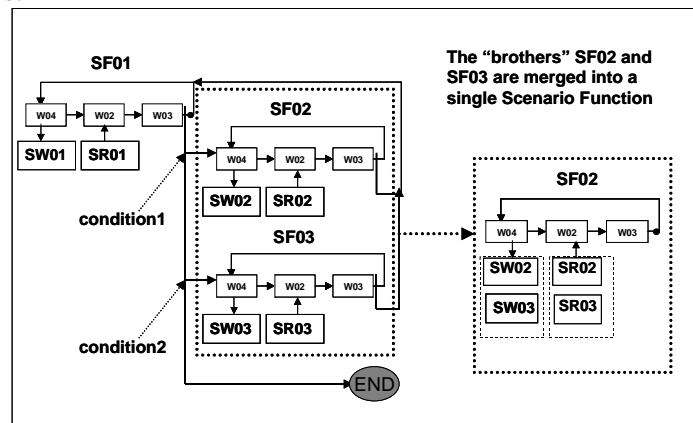 SF01
The “brothers” SF02 and
SF03 are merged into a
single Scenario Function
W04 W02 W03
SW01 SR01
SF02
W04 W02 W03
SW02 SR02
condition1
SF03
W04 W02 W03
SW03 SR03
condition2
END
SF02
W04 W02 W03
SW02 SR02
SW03 SR03